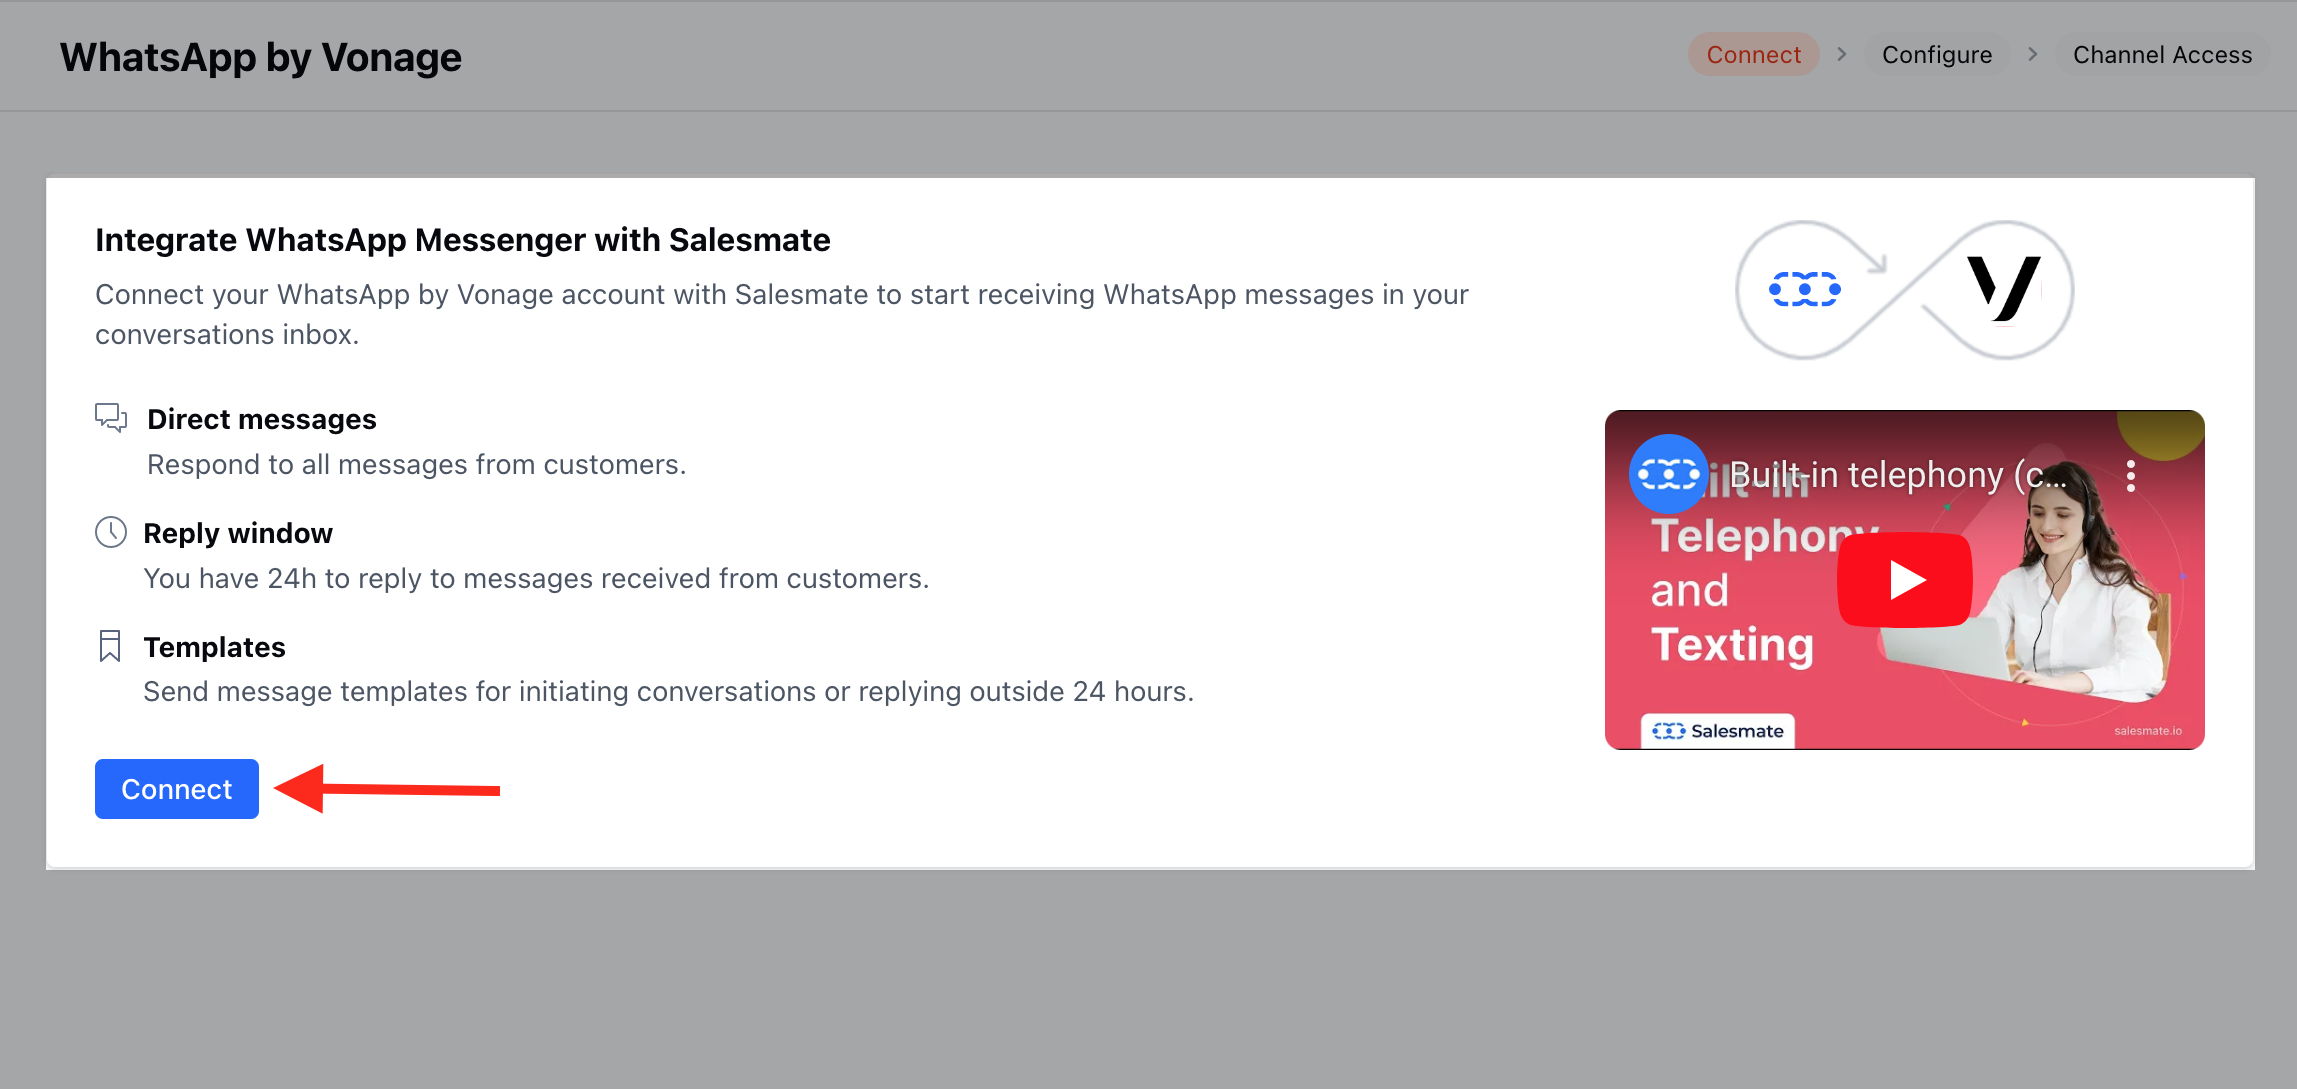 WhatsApp by Vonage
Connect
Configure
Channel Access
Integrate WhatsApp Messenger with Salesmate
Connect your WhatsApp by Vonage account with Salesmate to start receiving WhatsApp messages in your
conversations inbox.
Direct messages
Respond to all messages from customers.
Reply window
You have 24h to reply to messages received from customers.
Templates
Send message templates for initiating conversations or replying outside 24 hours.
Connect
Built-in telephony (c...
Built-in
Telephony
and
Texting
Salesmate
salesmate.io